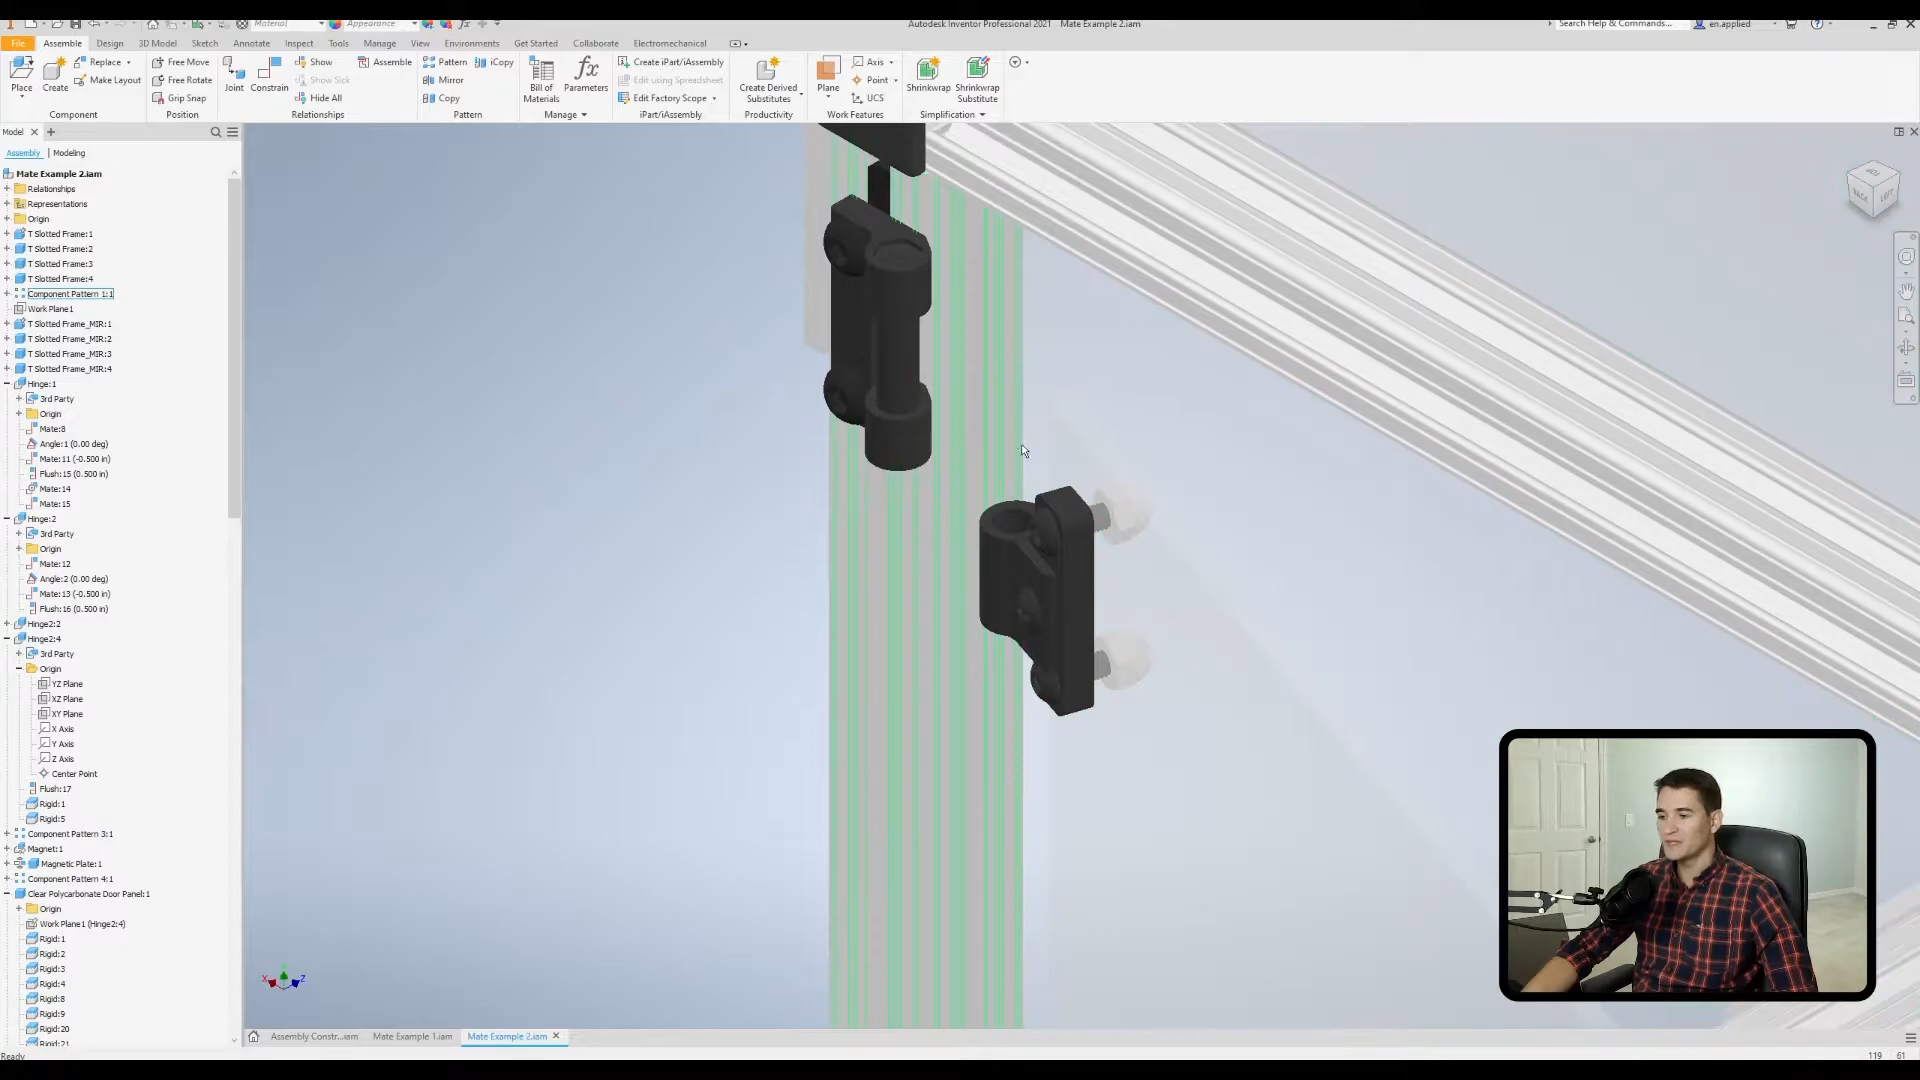 Material
Appearance
fx
Autodesk Inventor Professional 2021 Mate Example 2.iam
Search Help & Commands...
en.applied
File Assemble Design 3D Model Sketch Annotate Inspect Tools Manage View Environments Get Started Collaborate Electromechanical
Place
Create
Replace
Make Layout
Component
Free Move
Free Rotate
Grip Snap
Position
Joint
Constrain
Show
Show Sick
Hide All
Relationships
Assemble
Pattern
Mirror
Copy
iCopy
Pattern
Bill of
Materials
fx
Parameters
Manage
Create iPart/iAssembly
Edit using Spreadsheet
Edit Factory Scope
iPart/iAssembly
Create Derived
Substitutes
Productivity
Plane
Axis
Point
UCS
Work Features
Shrinkwrap
Shrinkwrap
Substitute
Simplification
Model
Assembly Modeling
Mate Example 2.iam
Relationships
Representations
Origin
T Slotted Frame:1
T Slotted Frame:2
T Slotted Frame:3
T Slotted Frame:4
Component Pattern 1:1
Work Plane1
T Slotted Frame_MIR:1
T Slotted Frame_MIR:2
T Slotted Frame_MIR:3
T Slotted Frame_MIR:4
Hinge:1
3rd Party
Origin
Mate:8
Angle:1 (0.00 deg)
Mate:11 (-0.500 in)
Flush:15 (0.500 in)
Mate:14
Mate:15
Hinge:2
3rd Party
Origin
Mate:12
Angle:2 (0.00 deg)
Mate:13 (-0.500 in)
Flush:16 (0.500 in)
Hinge2:2
Hinge2:4
3rd Party
Origin
YZ Plane
XZ Plane
XY Plane
X Axis
Y Axis
Z Axis
Center Point
Flush:17
Rigid:1
Rigid:5
Component Pattern 3:1
Magnet:1
Magnetic Plate:1
Component Pattern 4:1
Clear Polycarbonate Door Panel:1
Origin
Work Plane1 (Hinge2:4)
Rigid:1
Rigid:2
Rigid:3
Rigid:4
Rigid:8
Rigid:9
Rigid:20
Rigid:21
BACK LEFT
X Z
Assembly Constr...iam Mate Example 1.iam Mate Example 2.iam
Ready
119 61